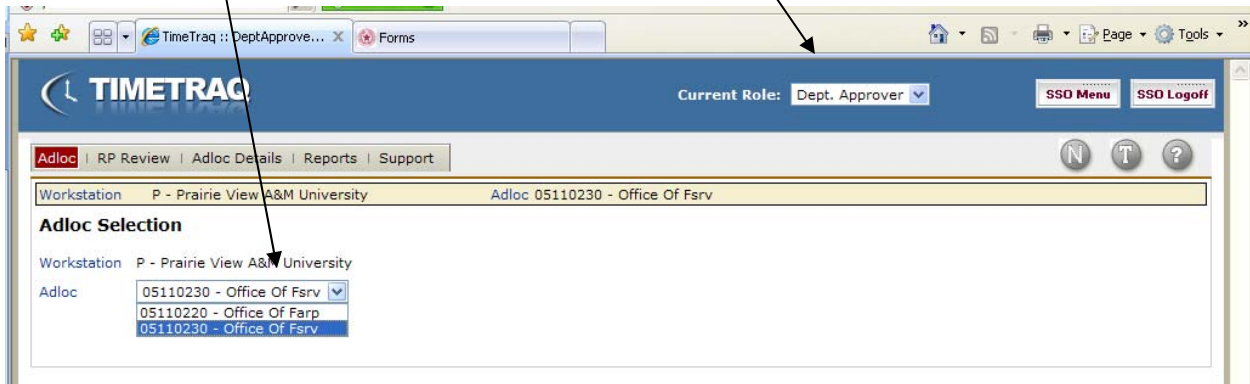 TimeTraq :: DeptApprove... X Forms Page Tools »
TIMETRAQ Current Role: Dept. Approver SSO Menu SSO Logoff
Adloc | RP Review | Adloc Details | Reports | Support N T ?
Workstation P - Prairie View A&M University Adloc 05110230 - Office Of Fsrv
Adloc Selection
Workstation P - Prairie View A&M University
Adloc 05110230 - Office Of Fsrv
05110220 - Office Of Farp
05110230 - Office Of Fsrv